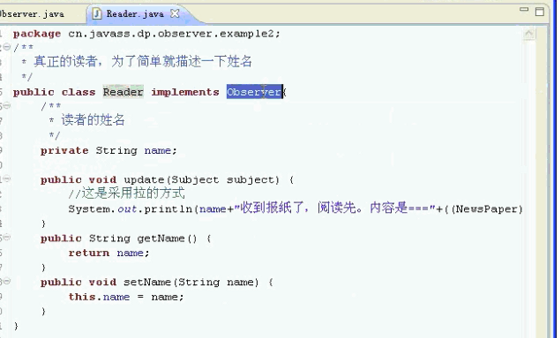 Observer.java Reader.java
package cn.javass.dp.observer.example2;
/**
 * 真正的读者，为了简单就描述一下姓名
 */
public class Reader implements Observer{
    /**
     * 读者的姓名
     */
    private String name;
    public void update(Subject subject) {
        //这是采用拉的方式
        System.out.println(name+"收到报纸了，阅读先。内容是==="+((NewsPaper)
    }
    public String getName() {
        return name;
    }
    public void setName(String name) {
        this.name = name;
    }
}